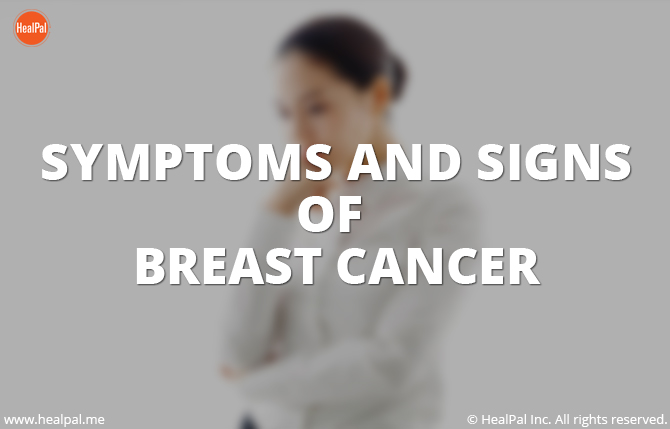 HealPal
SYMPTOMS AND SIGNS
OF
BREAST CANCER
www.healpal.me
© HealPal Inc. All rights reserved.